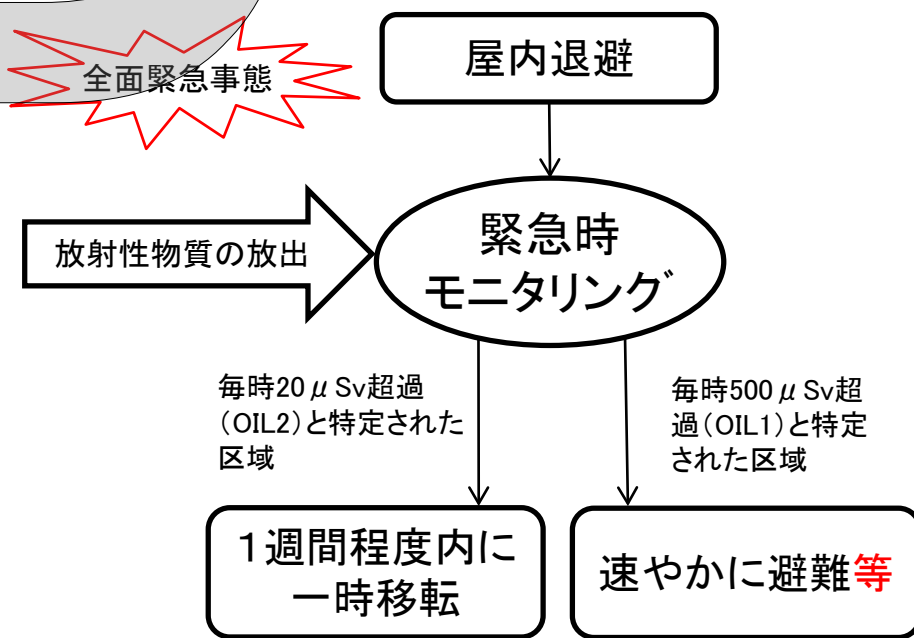 屋内退避
全面緊急事態
緊急時
モニタリング
放射性物質の放出
毎時20μSv超過
(OIL2)と特定された
区域
毎時500μSv超
過(OIL1)と特定
された区域
1週間程度内に
一時移転
速やかに避難等